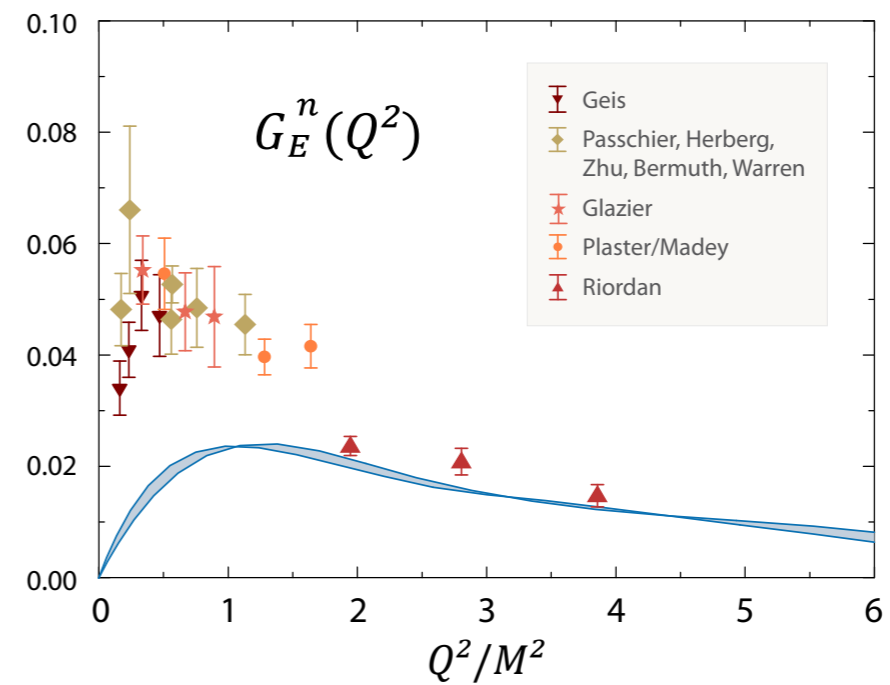 0.10
0.08
0.06
0.04
0.02
0.00
G_E^n(Q^2)
Geis
Passchier, Herberg,
Zhu, Bermuth, Warren
Glazier
Plaster/Madey
Riordan
0 1 2 3 4 5 6
Q^2/M^2